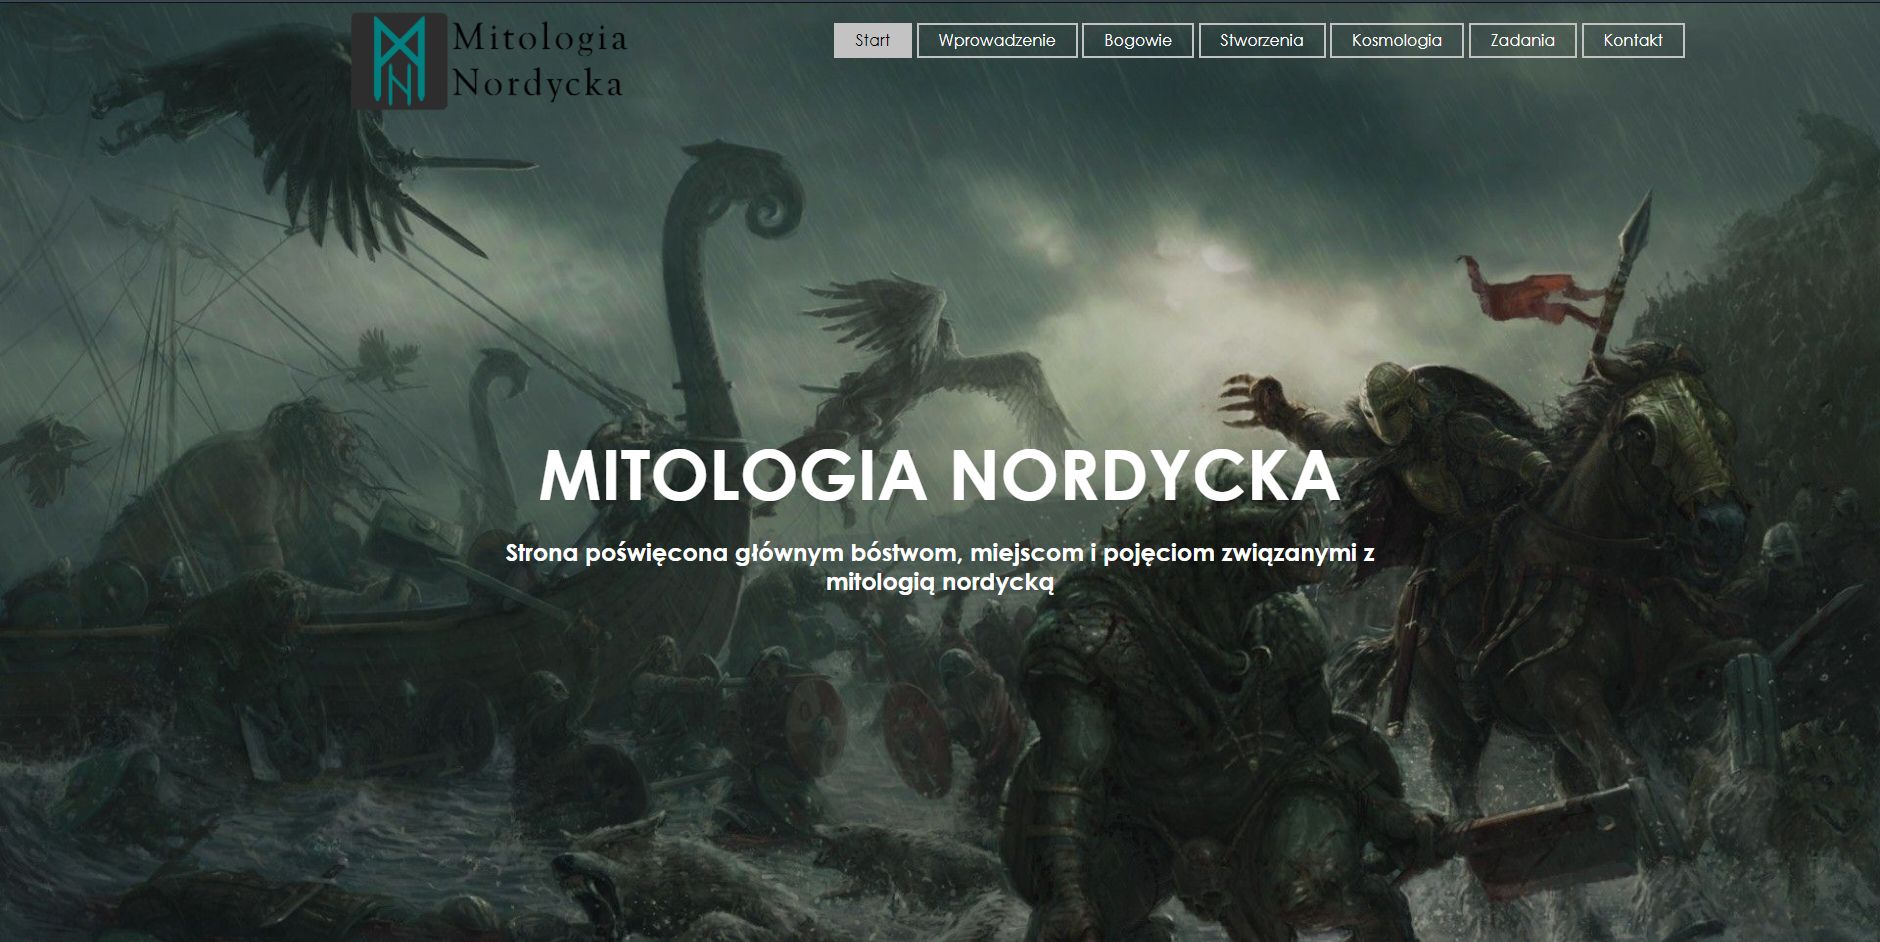 Mitologia
Nordycka
Start
Wprowadzenie
Bogowie
Stworzenia
Kosmologia
Zadania
Kontakt
MITOLOGIA NORDYCKA
Strona poświęcona głównym bóstwom, miejscom i pojęciom związanymi z
mitologią nordycką